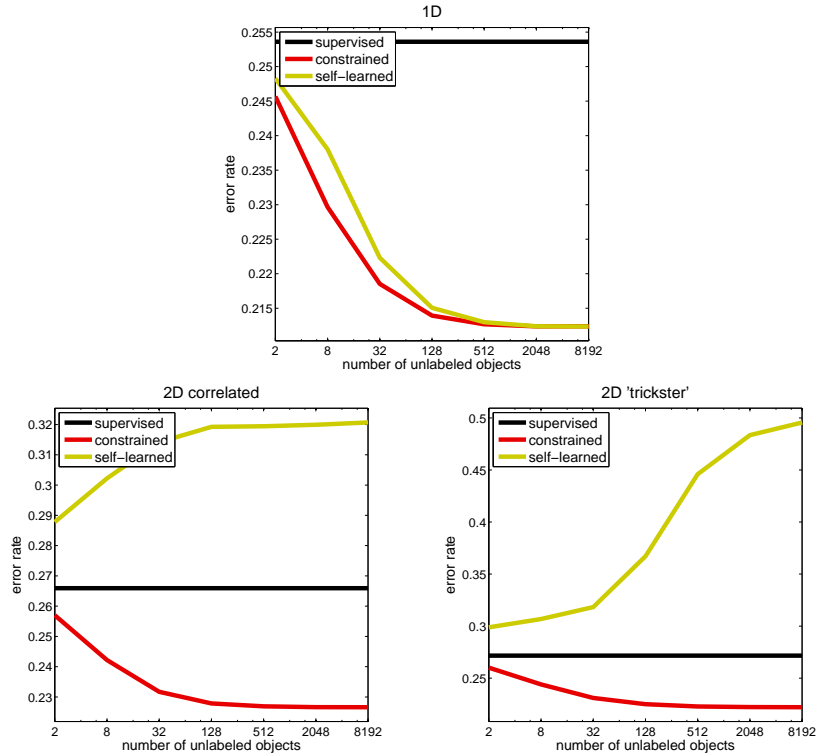 1D
0.255
0.25
0.245
0.24
0.235
0.23
0.225
0.22
0.215
error rate
supervised
constrained
self−learned
2 8 32 128 512 2048 8192
number of unlabeled objects
2D correlated
0.32
0.31
0.3
0.29
0.28
0.27
0.26
0.25
0.24
0.23
error rate
supervised
constrained
self−learned
2 8 32 128 512 2048 8192
number of unlabeled objects
2D 'trickster'
0.5
0.45
0.4
0.35
0.3
0.25
error rate
supervised
constrained
self−learned
2 8 32 128 512 2048 8192
number of unlabeled objects